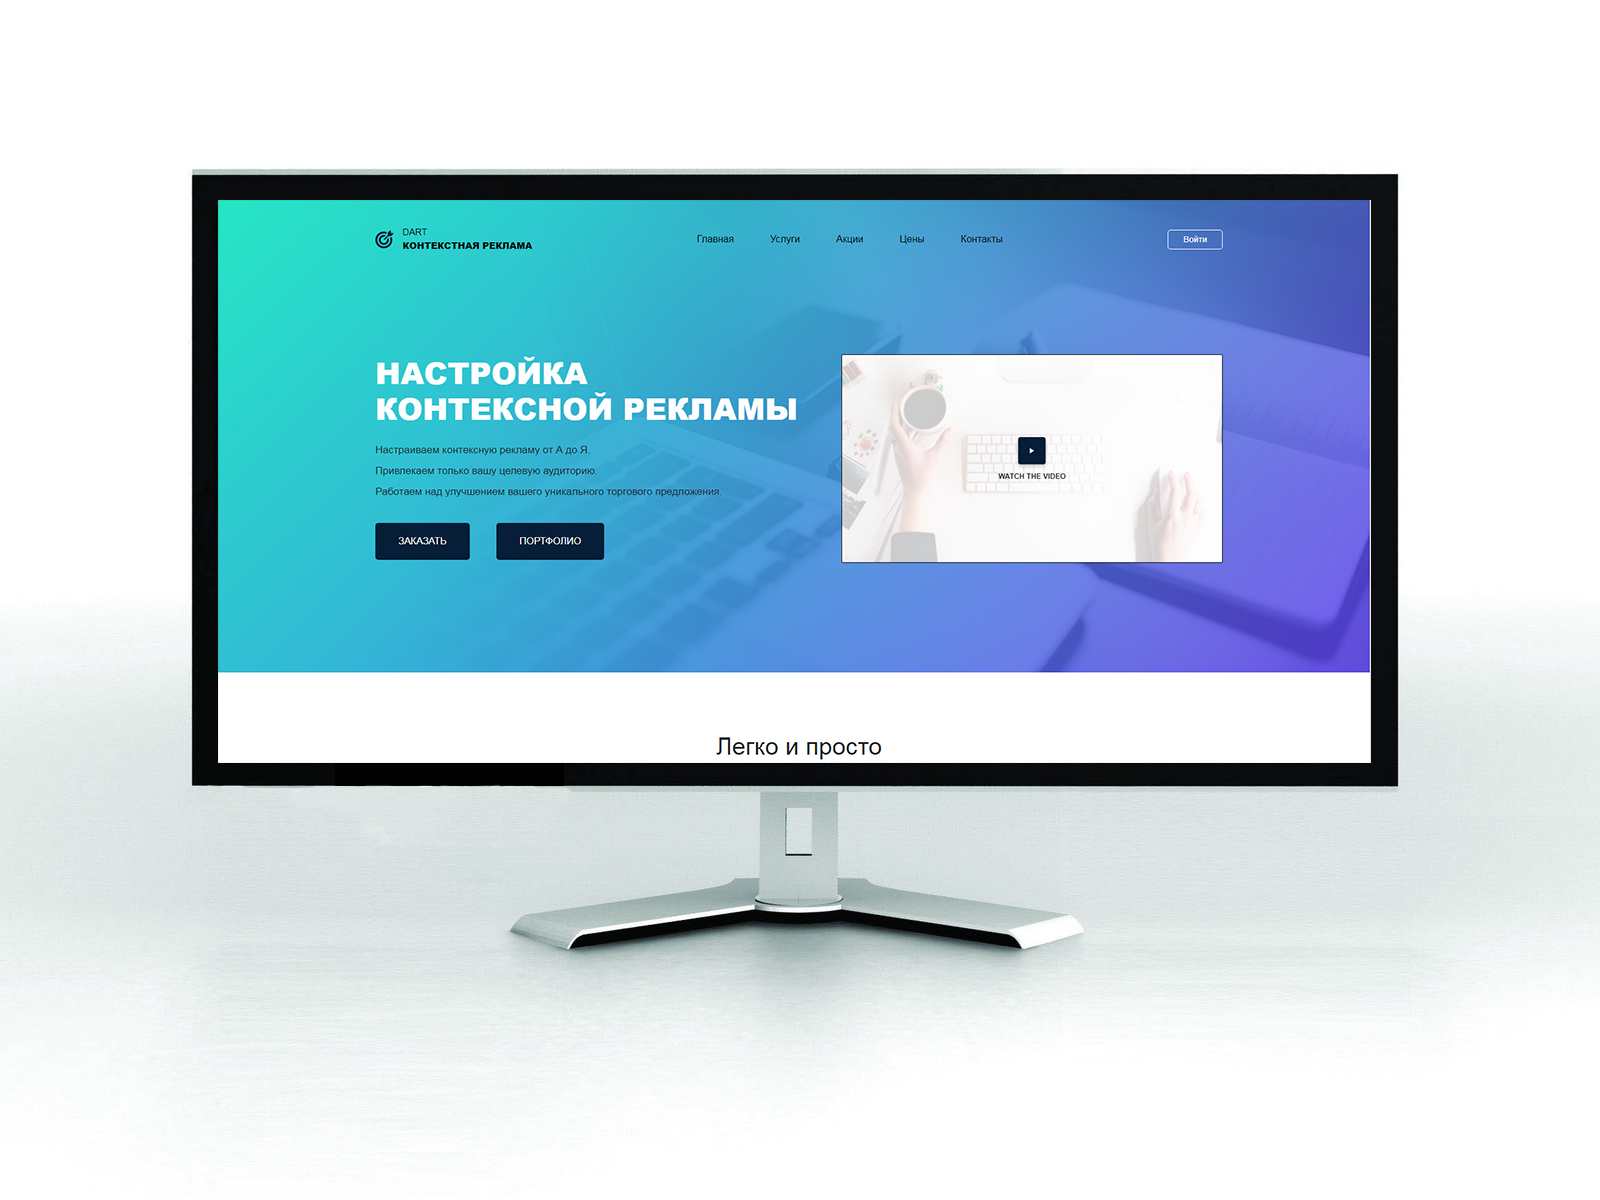 DART
КОНТЕКСТНАЯ РЕКЛАМА
Главная
Услуги
Акции
Цены
Контакты
Войти
НАСТРОЙКА
КОНТЕКСНОЙ РЕКЛАМЫ
Настраиваем контексную рекламу от А до Я.
Привлекаем только вашу целевую аудиторию.
Работаем над улучшением вашего уникального торгового предложения.
ЗАКАЗАТЬ
ПОРТФОЛИО
WATCH THE VIDEO
Легко и просто